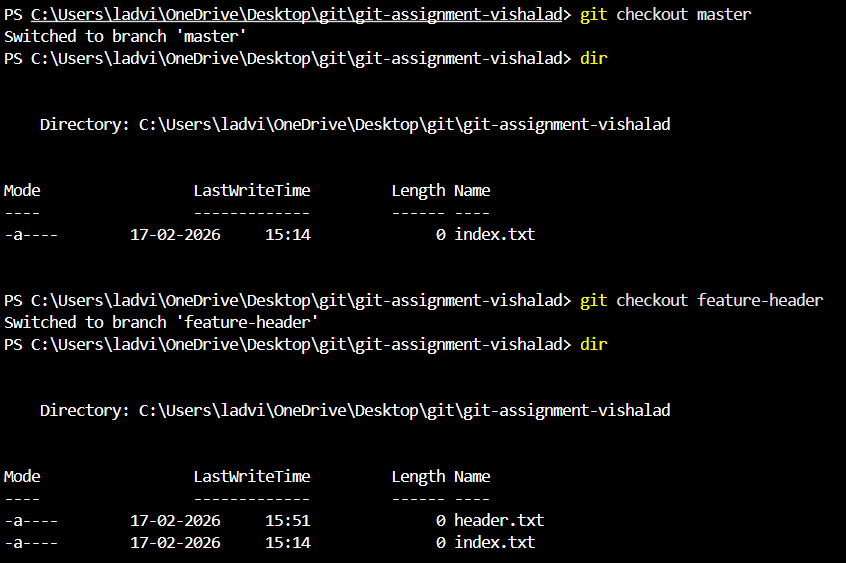 PS C:\Users\ladvi\OneDrive\Desktop\git\git-assignment-vishalad> git checkout master
Switched to branch 'master'
PS C:\Users\ladvi\OneDrive\Desktop\git\git-assignment-vishalad> dir
    Directory: C:\Users\ladvi\OneDrive\Desktop\git\git-assignment-vishalad
Mode                 LastWriteTime         Length Name
----                 -------------         ------ ----
-a----        17-02-2026     15:14              0 index.txt
PS C:\Users\ladvi\OneDrive\Desktop\git\git-assignment-vishalad> git checkout feature-header
Switched to branch 'feature-header'
PS C:\Users\ladvi\OneDrive\Desktop\git\git-assignment-vishalad> dir
    Directory: C:\Users\ladvi\OneDrive\Desktop\git\git-assignment-vishalad
Mode                 LastWriteTime         Length Name
----                 -------------         ------ ----
-a----        17-02-2026     15:51              0 header.txt
-a----        17-02-2026     15:14              0 index.txt